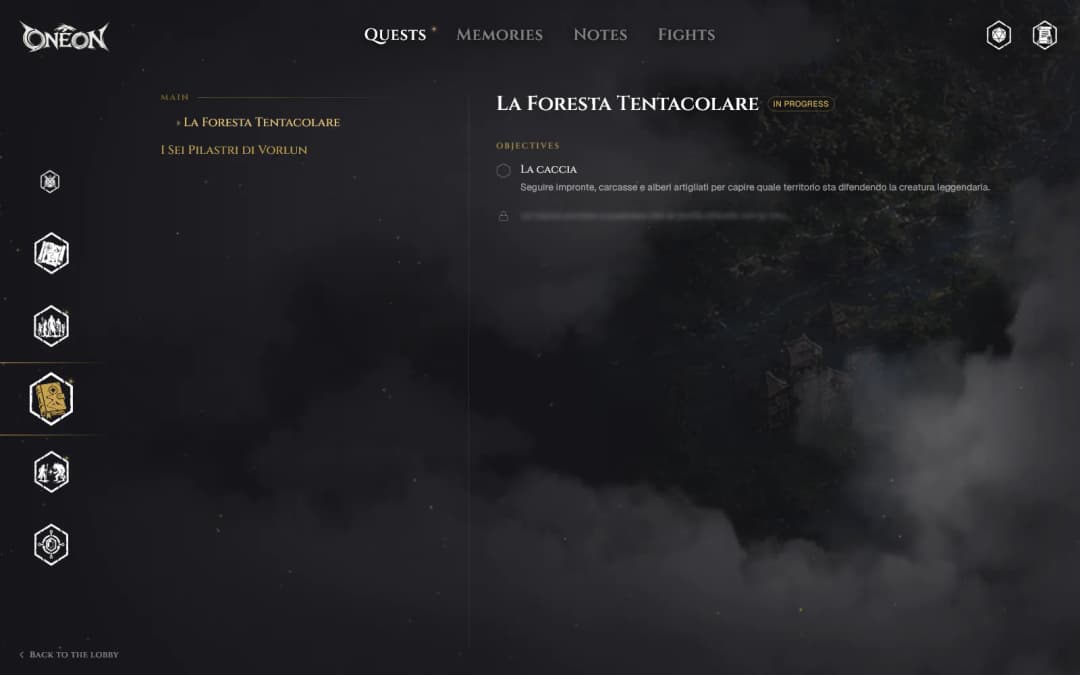 ONEON
QUESTS
MEMORIES
NOTES
FIGHTS
MAIN
LA FORESTA TENTACOLARE
I SEI PILASTRI DI VORLUN
LA FORESTA TENTACOLARE
IN PROGRESS
OBJECTIVES
LA CACCIA
Seguire impronte, carcasse e alberi artigliati per capire quale territorio sta difendendo la creatura leggendaria.
BACK TO THE LOBBY